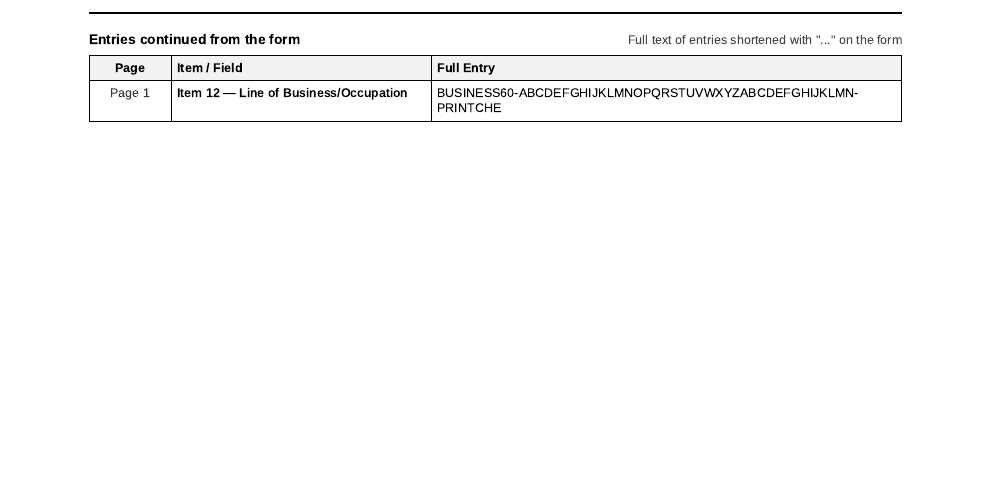 Entries continued from the form
Full text of entries shortened with "..." on the form
Page Item / Field Full Entry
Page 1 Item 12 — Line of Business/Occupation BUSINESS60-ABCDEFGHIJKLMNOPQRSTUVWXYZABCDEFGHIJKLMN-
PRINTCHE